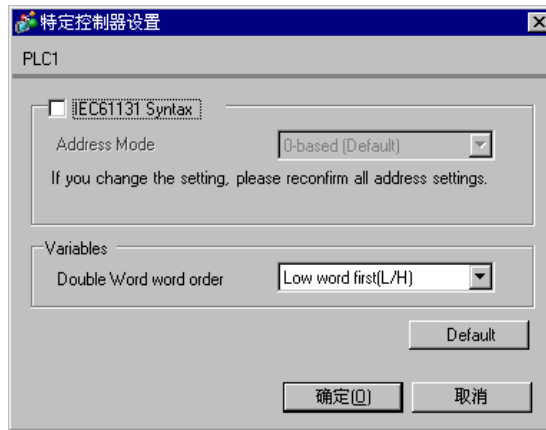 特定控制器设置
PLC1
IEC61131 Syntax
Address Mode 0-based (Default)
If you change the setting, please reconfirm all address settings.
Variables
Double Word word order Low word first(L/H)
Default
确定(O) 取消